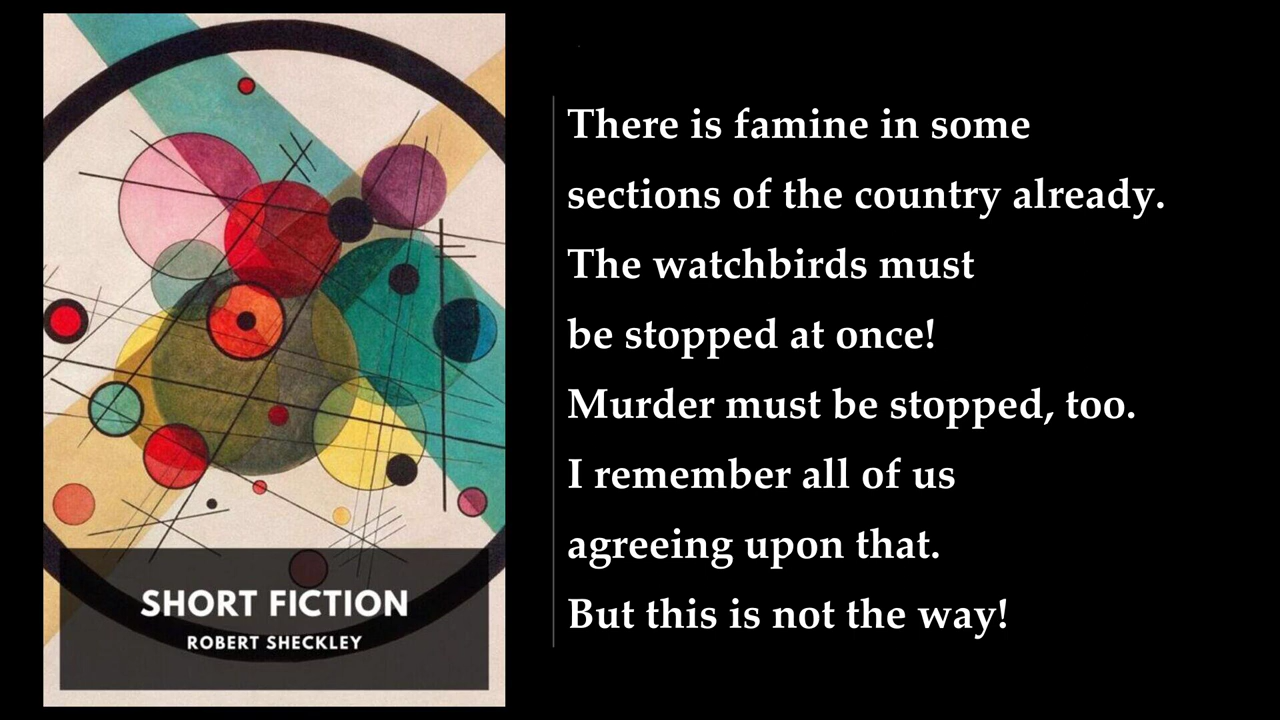 SHORT FICTION
ROBERT SHECKLEY
There is famine in some
sections of the country already.
The watchbirds must
be stopped at once!
Murder must be stopped, too.
I remember all of us
agreeing upon that.
But this is not the way!